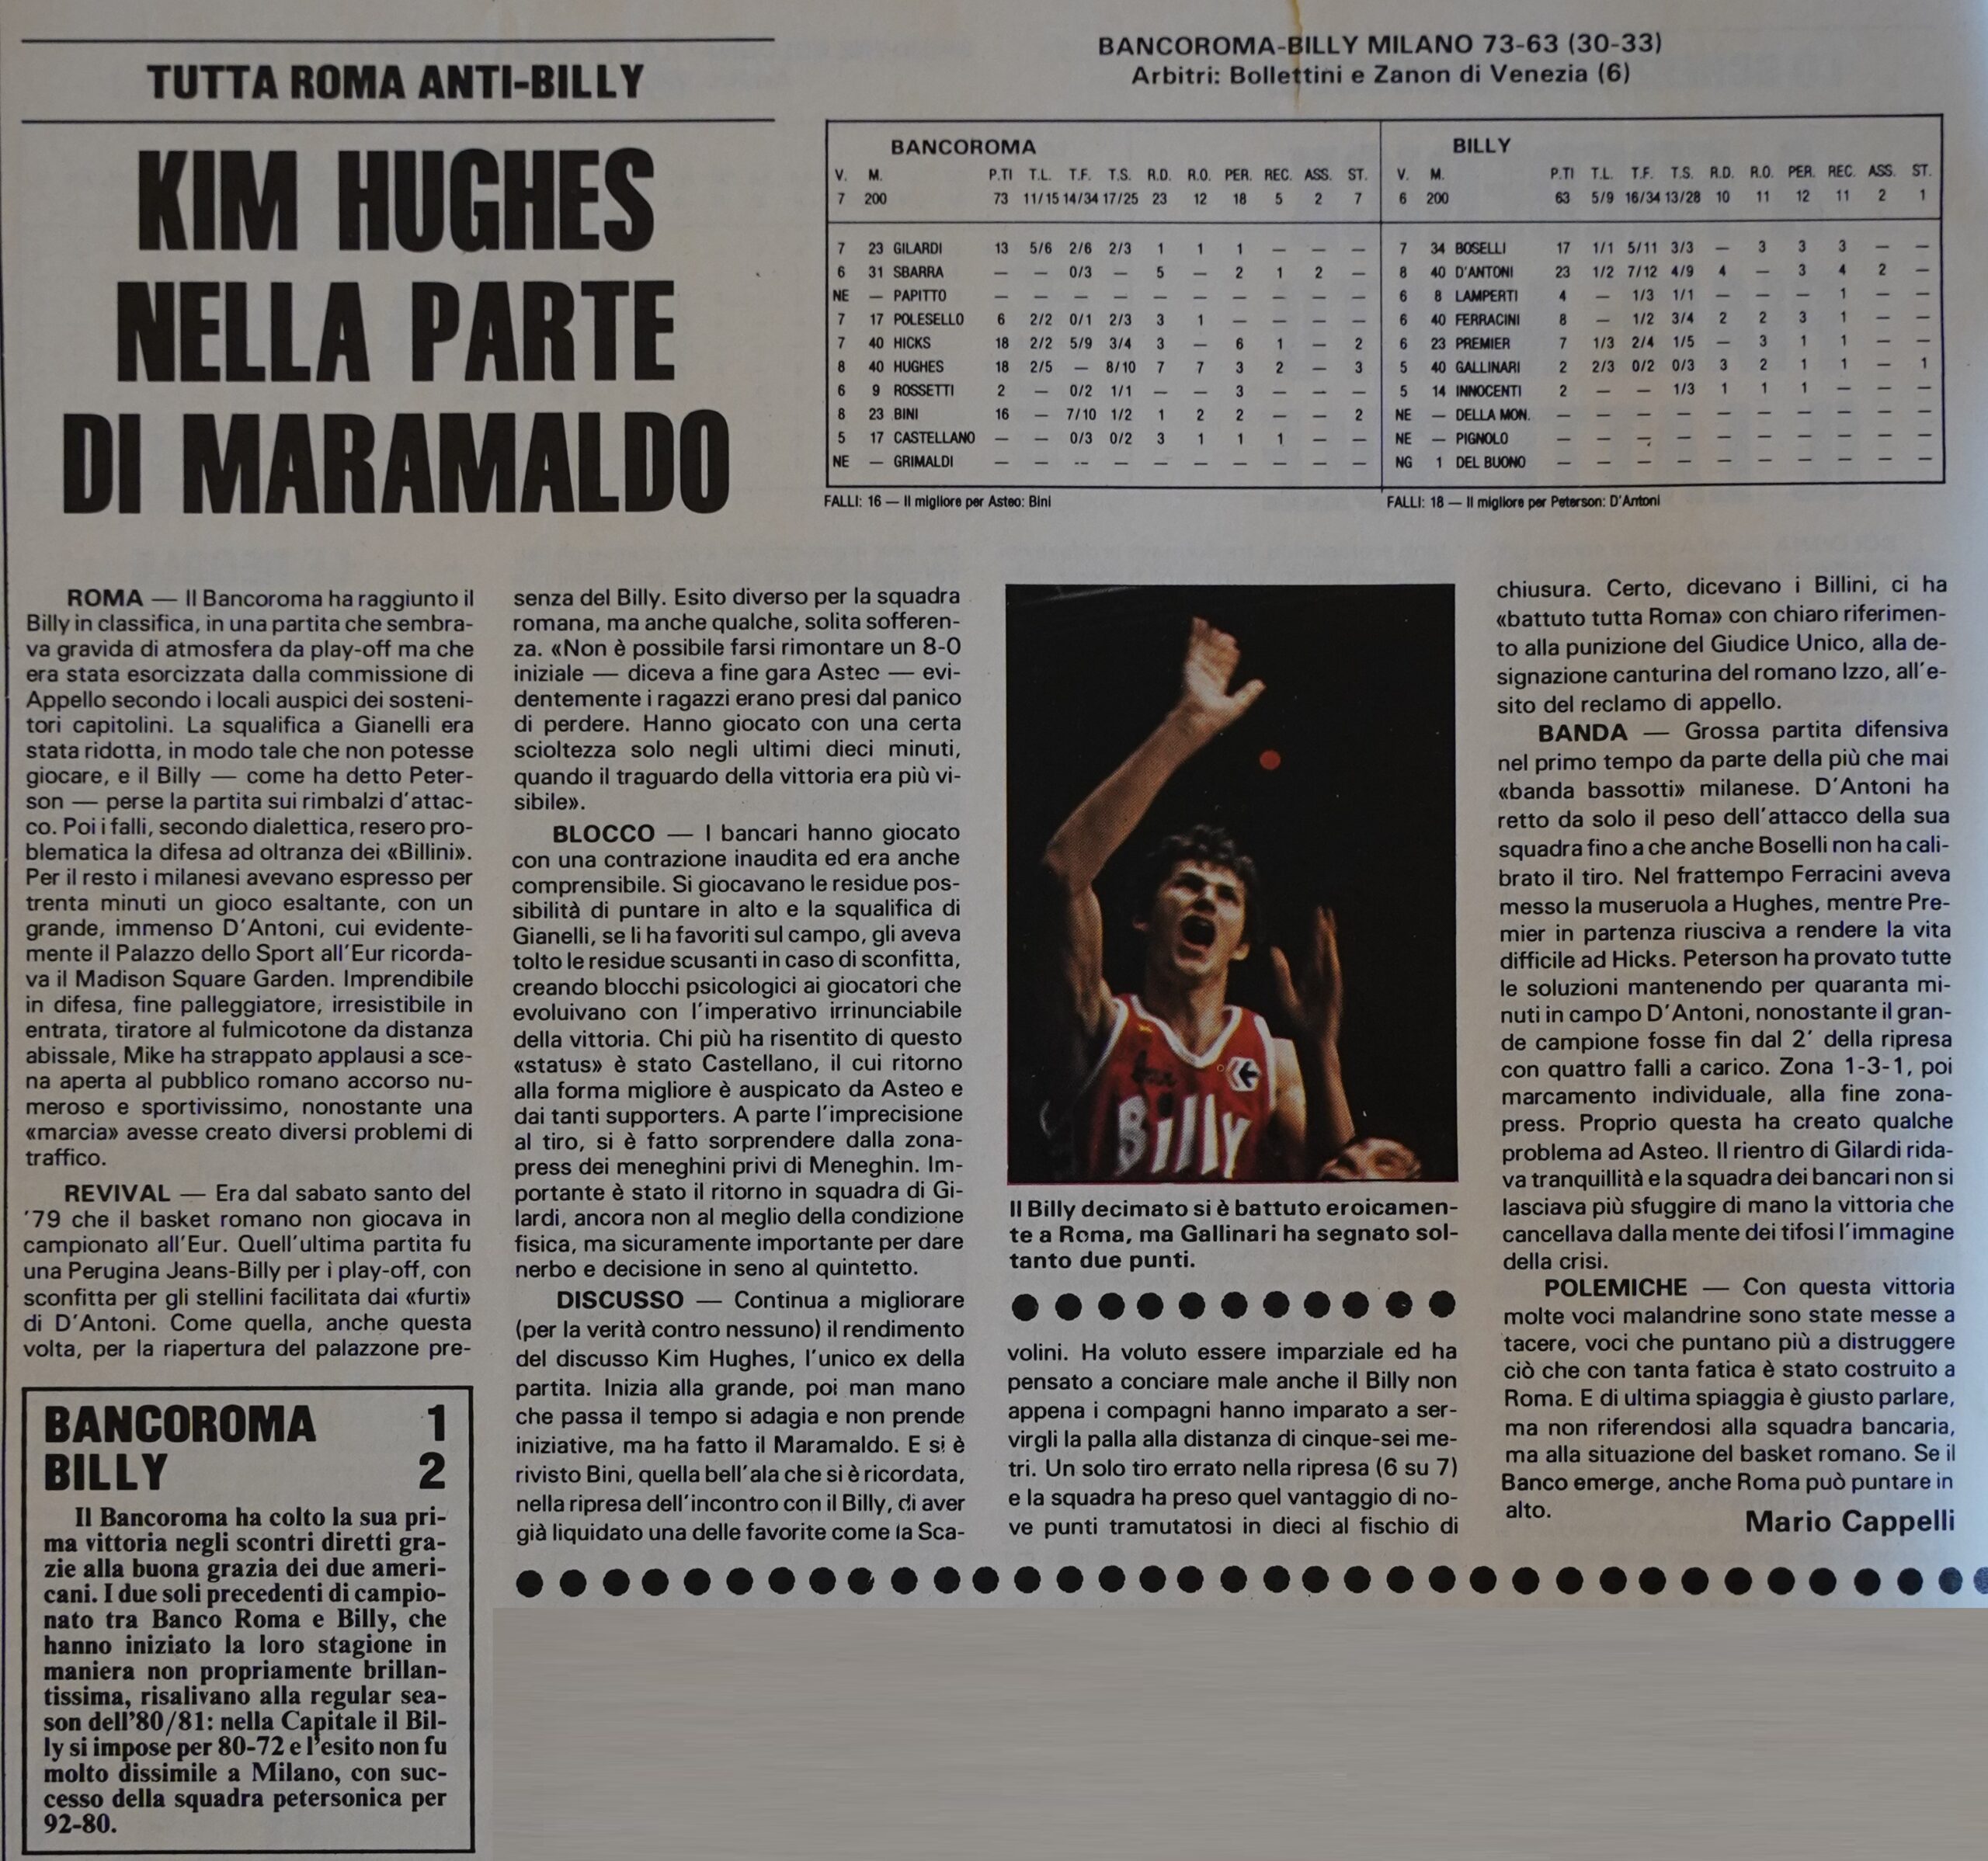 TUTTA ROMA ANTI-BILLY
KIM HUGHES
NELLA PARTE
DI MARAMALDO
BANCOROMA-BILLY MILANO 73-63 (30-33)
Arbitri: Bollettini e Zanon di Venezia (6)
BANCOROMA
V. M. P.TI T.L. T.F. T.S. R.D. R.O. PER. REC. ASS. ST.
7 200 73 11/15 14/34 17/25 23 12 18 5 2 7
7 23 GILARDI 13 5/6 2/6 2/3 1 1 1 — — —
6 31 SBARRA — — 0/3 — 5 — 2 1 2 —
NE — PAPITTO — — — — — — — — — —
7 17 POLESELLO 6 2/2 0/1 2/3 3 1 — — — —
7 40 HICKS 18 2/2 5/9 3/4 3 — 6 1 — 2
8 40 HUGHES 18 2/5 — 8/10 7 7 3 2 — 3
6 9 ROSSETTI 2 — 0/2 1/1 — — 3 — — —
8 23 BINI 16 — 7/10 1/2 1 2 2 — — 2
5 17 CASTELLANO — — 0/3 0/2 3 1 1 1 — —
NE — GRIMALDI — — -- — — — — — — —
FALLI: 16 — Il migliore per Asteo: Bini
BILLY
V. M. P.TI T.L. T.F. T.S. R.D. R.O. PER. REC. ASS. ST.
6 200 63 5/9 16/34 13/28 10 11 12 11 2 1
7 34 BOSELLI 17 1/1 5/11 3/3 — 3 3 3 — —
8 40 D'ANTONI 23 1/2 7/12 4/9 4 — 3 4 2 —
6 8 LAMPERTI 4 — 1/3 1/1 — — — 1 — —
6 40 FERRACINI 8 — 1/2 3/4 2 2 3 1 — —
6 23 PREMIER 7 1/3 2/4 1/5 — 3 1 1 — —
5 40 GALLINARI 2 2/3 0/2 0/3 3 2 1 1 — 1
5 14 INNOCENTI 2 — — 1/3 1 1 1 — — —
NE — DELLA MON. — — — — — — — — — —
NE — PIGNOLO — — — — — — — — — —
NG 1 DEL BUONO — — — — — — — — — —
FALLI: 18 — Il migliore per Peterson: D'Antoni
ROMA — Il Bancoroma ha raggiunto il
Billy in classifica, in una partita che sembra-
va gravida di atmosfera da play-off ma che
era stata esorcizzata dalla commissione di
Appello secondo i locali auspici dei sosteni-
tori capitolini. La squalifica a Gianelli era
stata ridotta, in modo tale che non potesse
giocare, e il Billy — come ha detto Peter-
son — perse la partita sui rimbalzi d'attac-
co. Poi i falli, secondo dialettica, resero pro-
blematica la difesa ad oltranza dei «Billini».
Per il resto i milanesi avevano espresso per
trenta minuti un gioco esaltante, con un
grande, immenso D'Antoni, cui evidente-
mente il Palazzo dello Sport all'Eur ricorda-
va il Madison Square Garden. Imprendibile
in difesa, fine palleggiatore, irresistibile in
entrata, tiratore al fulmicotone da distanza
abissale, Mike ha strappato applausi a sce-
na aperta al pubblico romano accorso nu-
meroso e sportivissimo, nonostante una
«marcia» avesse creato diversi problemi di
traffico.
REVIVAL — Era dal sabato santo del
'79 che il basket romano non giocava in
campionato all'Eur. Quell'ultima partita fu
una Perugina Jeans-Billy per i play-off, con
sconfitta per gli stellini facilitata dai «furti»
di D'Antoni. Come quella, anche questa
volta, per la riapertura del palazzone pre-
BANCOROMA 1
BILLY 2
Il Bancoroma ha colto la sua pri-
ma vittoria negli scontri diretti gra-
zie alla buona grazia dei due ameri-
cani. I due soli precedenti di campio-
nato tra Banco Roma e Billy, che
hanno iniziato la loro stagione in
maniera non propriamente brillan-
tissima, risalivano alla regular sea-
son dell'80/81: nella Capitale il Bil-
ly si impose per 80-72 e l'esito non fu
molto dissimile a Milano, con suc-
cesso della squadra petersonica per
92-80.
senza del Billy. Esito diverso per la squadra
romana, ma anche qualche, solita sofferen-
za. «Non è possibile farsi rimontare un 8-0
iniziale — diceva a fine gara Asteo — evi-
dentemente i ragazzi erano presi dal panico
di perdere. Hanno giocato con una certa
scioltezza solo negli ultimi dieci minuti,
quando il traguardo della vittoria era più vi-
sibile».
BLOCCO — I bancari hanno giocato
con una contrazione inaudita ed era anche
comprensibile. Si giocavano le residue pos-
sibilità di puntare in alto e la squalifica di
Gianelli, se li ha favoriti sul campo, gli aveva
tolto le residue scusanti in caso di sconfitta,
creando blocchi psicologici ai giocatori che
evoluivano con l'imperativo irrinunciabile
della vittoria. Chi più ha risentito di questo
«status» è stato Castellano, il cui ritorno
alla forma migliore è auspicato da Asteo e
dai tanti supporters. A parte l'imprecisione
al tiro, si è fatto sorprendere dalla zona-
press dei meneghini privi di Meneghin. Im-
portante è stato il ritorno in squadra di Gi-
lardi, ancora non al meglio della condizione
fisica, ma sicuramente importante per dare
nerbo e decisione in seno al quintetto.
DISCUSSO — Continua a migliorare
(per la verità contro nessuno) il rendimento
del discusso Kim Hughes, l'unico ex della
partita. Inizia alla grande, poi man mano
che passa il tempo si adagia e non prende
iniziative, ma ha fatto il Maramaldo. E si è
rivisto Bini, quella bell'ala che si è ricordata,
nella ripresa dell'incontro con il Billy, di aver
già liquidato una delle favorite come la Sca-
Billy
Il Billy decimato si è battuto eroicamen-
te a Roma, ma Gallinari ha segnato sol-
tanto due punti.
volini. Ha voluto essere imparziale ed ha
pensato a conciare male anche il Billy non
appena i compagni hanno imparato a ser-
virgli la palla alla distanza di cinque-sei me-
tri. Un solo tiro errato nella ripresa (6 su 7)
e la squadra ha preso quel vantaggio di no-
ve punti tramutatosi in dieci al fischio di
chiusura. Certo, dicevano i Billini, ci ha
«battuto tutta Roma» con chiaro riferimen-
to alla punizione del Giudice Unico, alla de-
signazione canturina del romano Izzo, all'e-
sito del reclamo di appello.
BANDA — Grossa partita difensiva
nel primo tempo da parte della più che mai
«banda bassotti» milanese. D'Antoni ha
retto da solo il peso dell'attacco della sua
squadra fino a che anche Boselli non ha cali-
brato il tiro. Nel frattempo Ferracini aveva
messo la museruola a Hughes, mentre Pre-
mier in partenza riusciva a rendere la vita
difficile ad Hicks. Peterson ha provato tutte
le soluzioni mantenendo per quaranta mi-
nuti in campo D'Antoni, nonostante il gran-
de campione fosse fin dal 2' della ripresa
con quattro falli a carico. Zona 1-3-1, poi
marcamento individuale, alla fine zona-
press. Proprio questa ha creato qualche
problema ad Asteo. Il rientro di Gilardi rida-
va tranquillità e la squadra dei bancari non si
lasciava più sfuggire di mano la vittoria che
cancellava dalla mente dei tifosi l'immagine
della crisi.
POLEMICHE — Con questa vittoria
molte voci malandrine sono state messe a
tacere, voci che puntano più a distruggere
ciò che con tanta fatica è stato costruito a
Roma. E di ultima spiaggia è giusto parlare,
ma non riferendosi alla squadra bancaria,
ma alla situazione del basket romano. Se il
Banco emerge, anche Roma può puntare in
alto.
Mario Cappelli